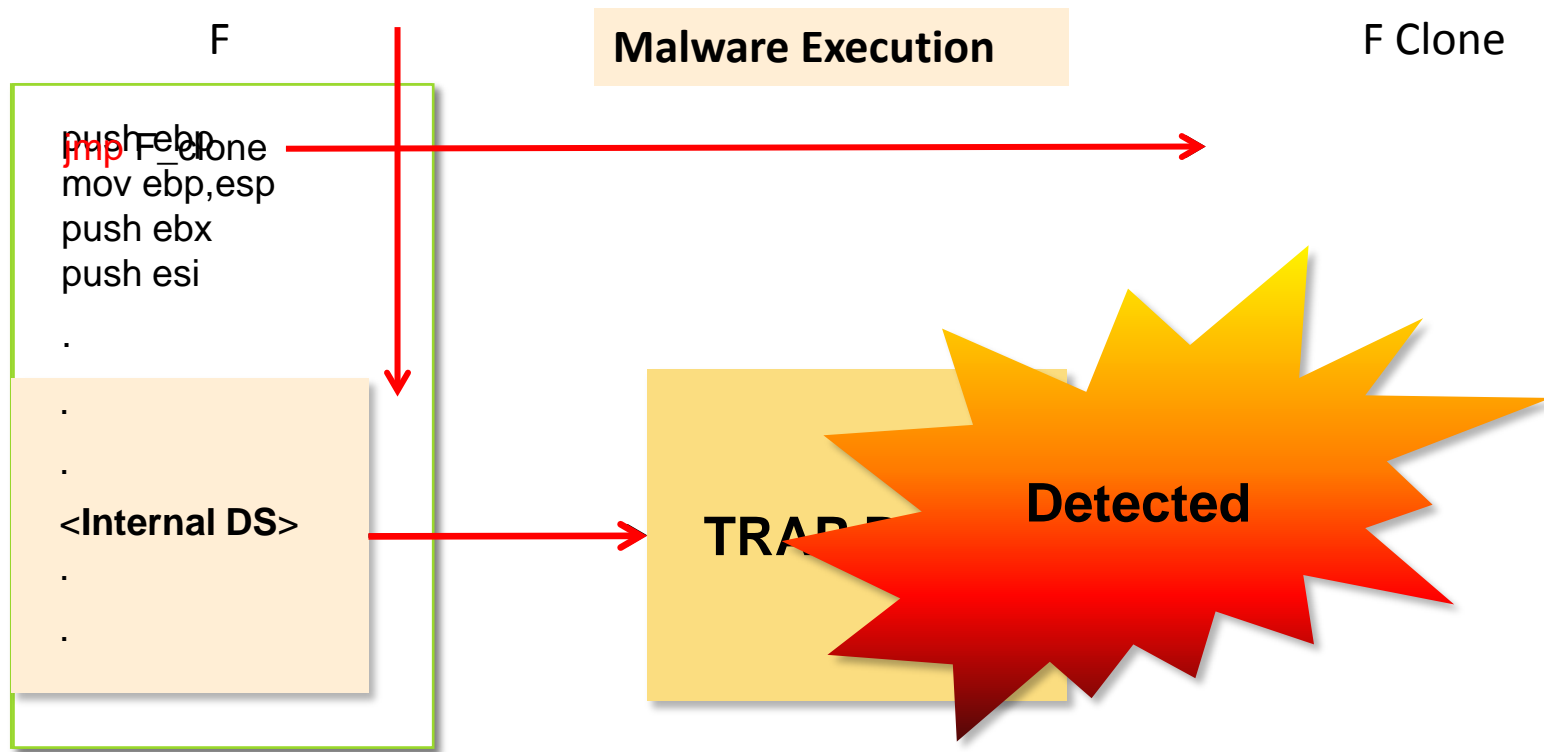 F
Malware Execution
F Clone
push ebp
jmp F_clone
mov ebp,esp
push ebx
push esi
.
.
.
<Internal DS>
.
.
Detected